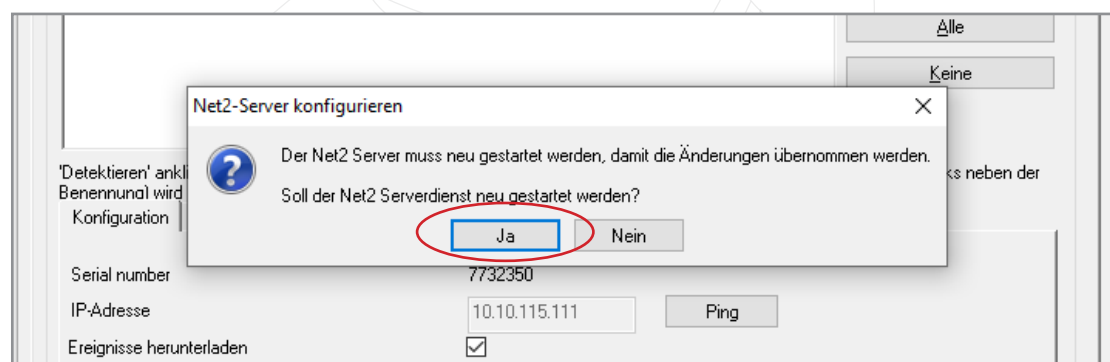 Alle
Keine
Net2-Server konfigurieren
Der Net2 Server muss neu gestartet werden, damit die Änderungen übernommen werden.
'Detektieren' ankli ks neben der
Soll der Net2 Serverdienst neu gestartet werden?
Benennung) wird
Konfiguration
Ja Nein
Serial number 7732350
IP-Adresse 10.10.115.111 Ping
Ereignisse herunterladen